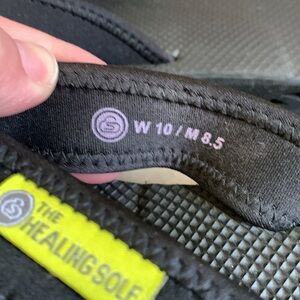 W 10 / M 8.5
THE
HEALING SOLE